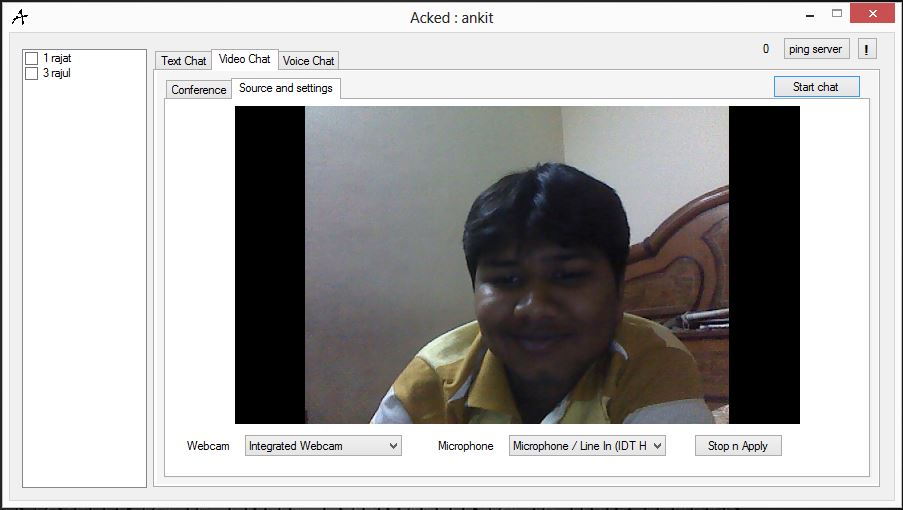 Acked : ankit
1 rajat
3 rajul
Text Chat
Video Chat
Voice Chat
0
ping server
!
Conference
Source and settings
Start chat
Webcam
Integrated Webcam
Microphone
Microphone / Line In (IDT H
Stop n Apply